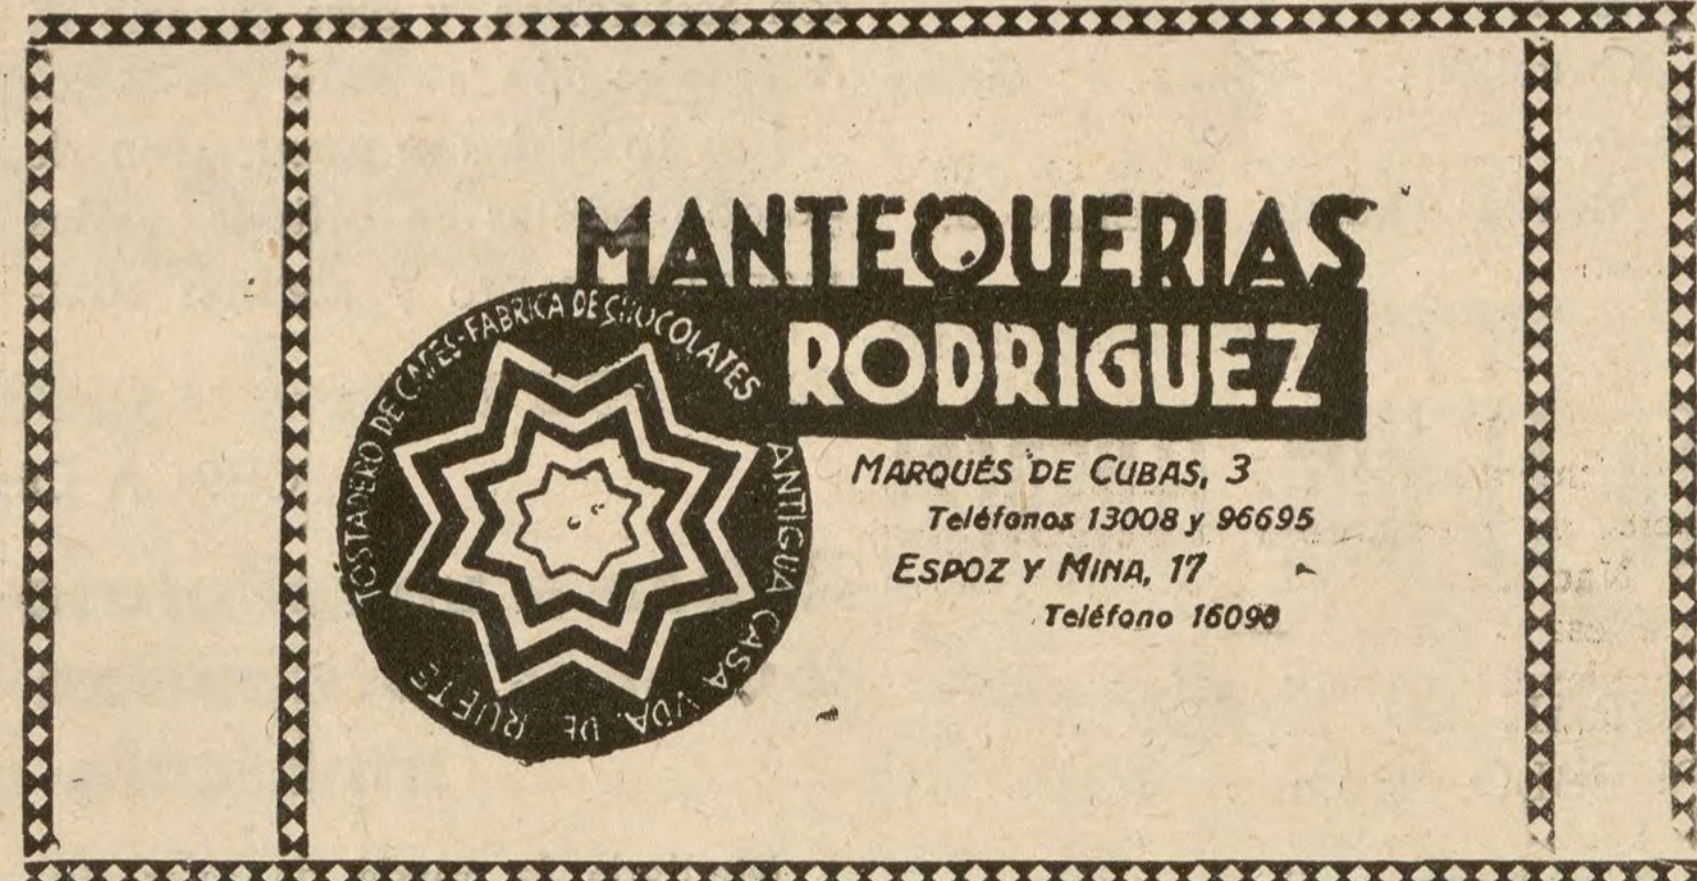 MANTEQUERIAS
RODRIGUEZ
TOSTADERO DE CAFES-FABRICA DE CHOCOLATES
ANTIGUA CASA VDA. DE RUETE
MARQUÉS DE CUBAS, 3
Teléfonos 13008 y 96695
ESPOZ Y MINA, 17
Teléfono